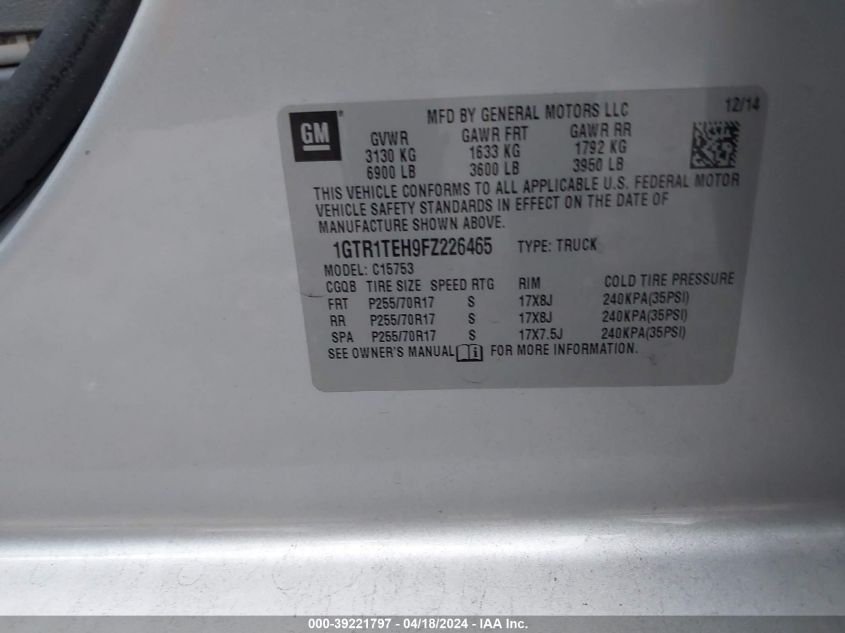 MFD BY GENERAL MOTORS LLC 12/14
GM ®
GVWR GAWR FRT GAWR RR
3130 KG 1633 KG 1792 KG
6900 LB 3600 LB 3950 LB
THIS VEHICLE CONFORMS TO ALL APPLICABLE U.S. FEDERAL MOTOR
VEHICLE SAFETY STANDARDS IN EFFECT ON THE DATE OF
MANUFACTURE SHOWN ABOVE.
1GTR1TEH9FZ226465 TYPE: TRUCK
MODEL: C15753
CGQB TIRE SIZE SPEED RTG RIM COLD TIRE PRESSURE
FRT P255/70R17 S 17X8J 240KPA(35PSI)
RR P255/70R17 S 17X8J 240KPA(35PSI)
SPA P255/70R17 S 17X7.5J 240KPA(35PSI)
SEE OWNER'S MANUAL FOR MORE INFORMATION.
000-39221797 - 04/18/2024 - IAA Inc.